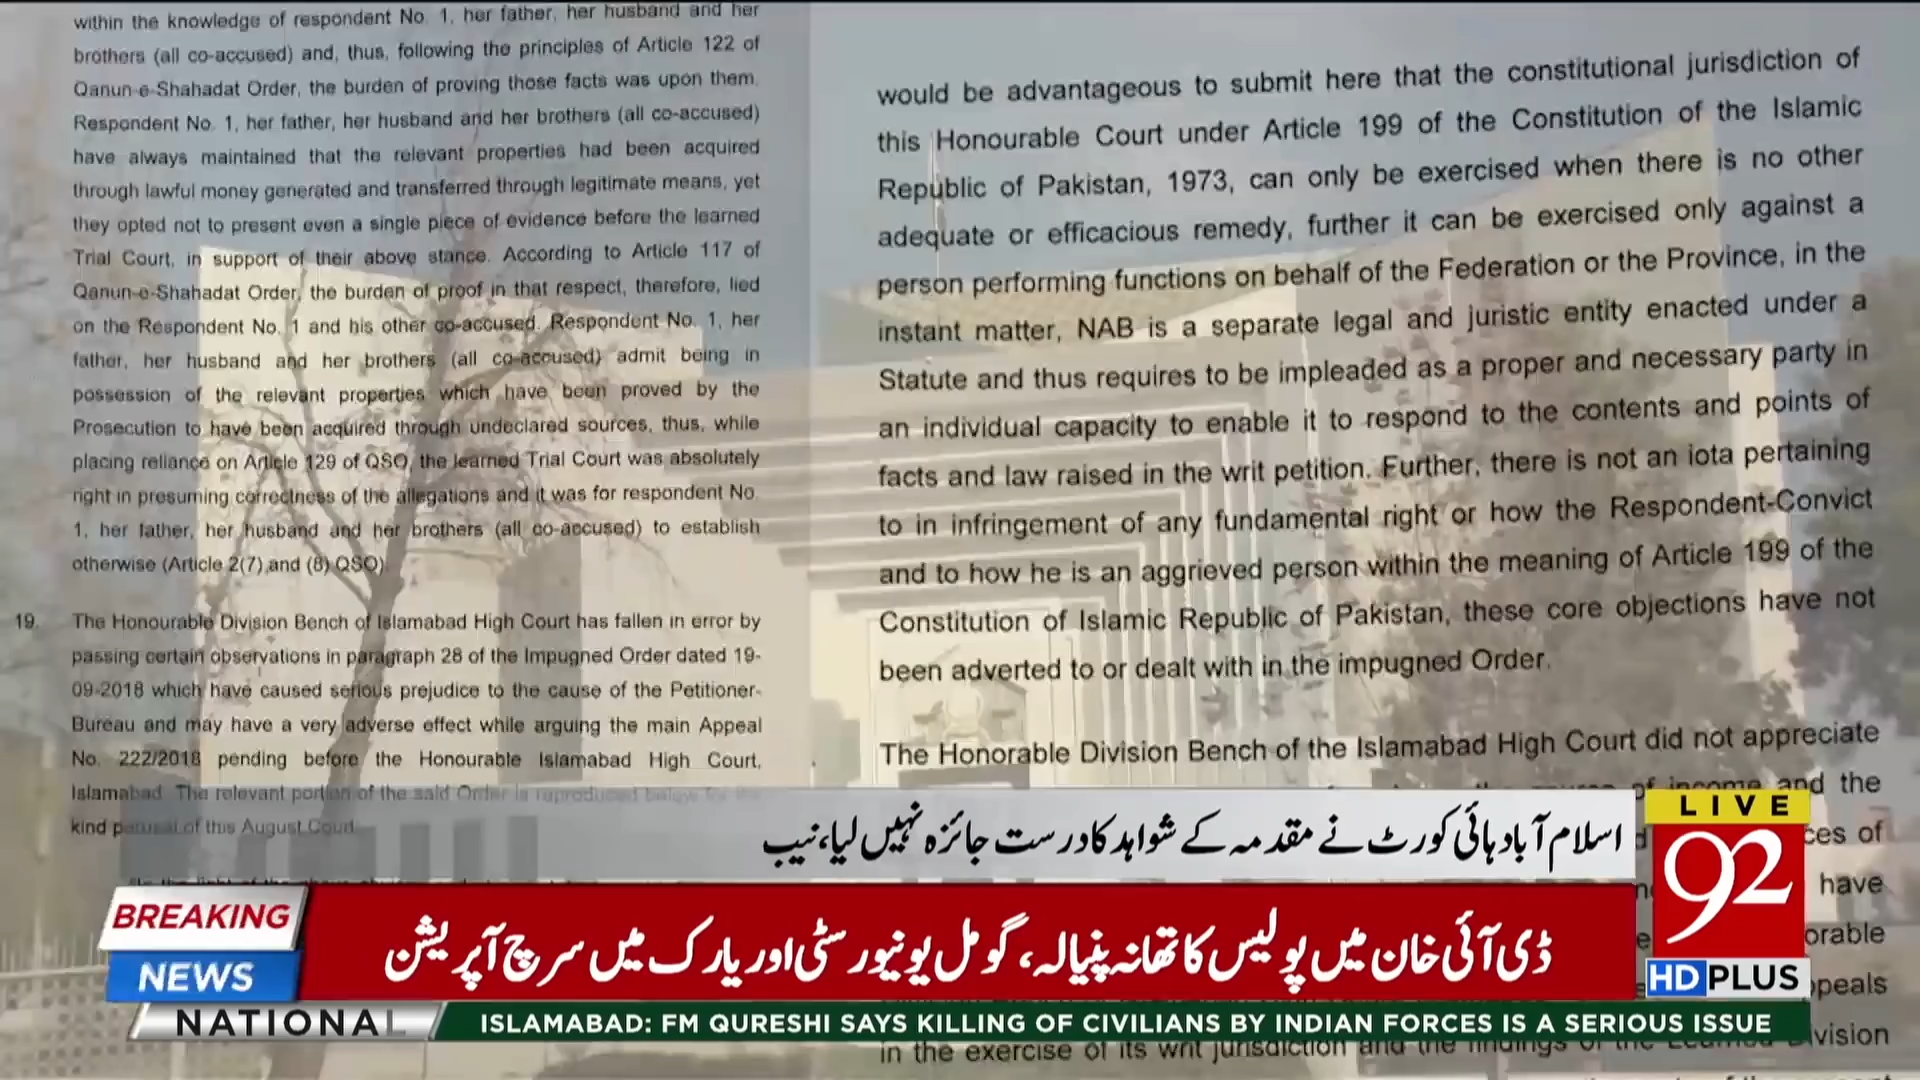 within the knowledge of respondent No. 1, her father, her husband and her
brothers (all co-accused) and, thus, following the principles of Article 122 of
Qanun-e-Shahadat Order, the burden of proving those facts was upon them.
Respondent No. 1, her father, her husband and her brothers (all co-accused)
have always maintained that the relevant properties had been acquired
through lawful money generated and transferred through legitimate means, yet
they opted not to present even a single piece of evidence before the learned
Trial Court, in support of their above stance. According to Article 117 of
Qanun-e-Shahadat Order, the burden of proof in that respect, therefore, lied
on the Respondent No. 1 and his other co-accused. Respondent No. 1, her
father, her husband and her brothers (all co-accused) admit being in
possession of the relevant properties which have been proved by the
Prosecution to have been acquired through undeclared sources, thus, while
placing reliance on Article 129 of QSO, the learned Trial Court was absolutely
right in presuming correctness of the allegations and it was for respondent No.
1, her father, her husband and her brothers (all co-accused) to establish
otherwise (Article 2(7) and (8) QSO).
19. The Honourable Division Bench of Islamabad High Court has fallen in error by
passing certain observations in paragraph 28 of the Impugned Order dated 19-
09-2018 which have caused serious prejudice to the cause of the Petitioner-
Bureau and may have a very adverse effect while arguing the main Appeal
No. 222/2018 pending before the Honourable Islamabad High Court,
Islamabad. The relevant portion of the said Order is reproduced below for the
kind perusal of this August Court.
would be advantageous to submit here that the constitutional jurisdiction of
this Honourable Court under Article 199 of the Constitution of the Islamic
Republic of Pakistan, 1973, can only be exercised when there is no other
adequate or efficacious remedy, further it can be exercised only against a
person performing functions on behalf of the Federation or the Province, in the
instant matter, NAB is a separate legal and juristic entity enacted under a
Statute and thus requires to be impleaded as a proper and necessary party in
an individual capacity to enable it to respond to the contents and points of
facts and law raised in the writ petition. Further, there is not an iota pertaining
to in infringement of any fundamental right or how the Respondent-Convict
and to how he is an aggrieved person within the meaning of Article 199 of the
Constitution of Islamic Republic of Pakistan, these core objections have not
been adverted to or dealt with in the impugned Order.
The Honorable Division Bench of the Islamabad High Court did not appreciate
of income and the
ces of
have
orable
ppeals
vision
in the exercise of its writ jurisdiction and the findings of the Learned
اسلام آباد ہائی کورٹ نے مقدمہ کے شواہد کا درست جائزہ نہیں لیا، نیب
LIVE
92
HD PLUS
BREAKING
NEWS
ڈی آئی خان میں پولیس کا تھانہ پنیالہ، گومل یونیورسٹی اور یارک میں سرچ آپریشن
NATIONAL
ISLAMABAD: FM QURESHI SAYS KILLING OF CIVILIANS BY INDIAN FORCES IS A SERIOUS ISSUE